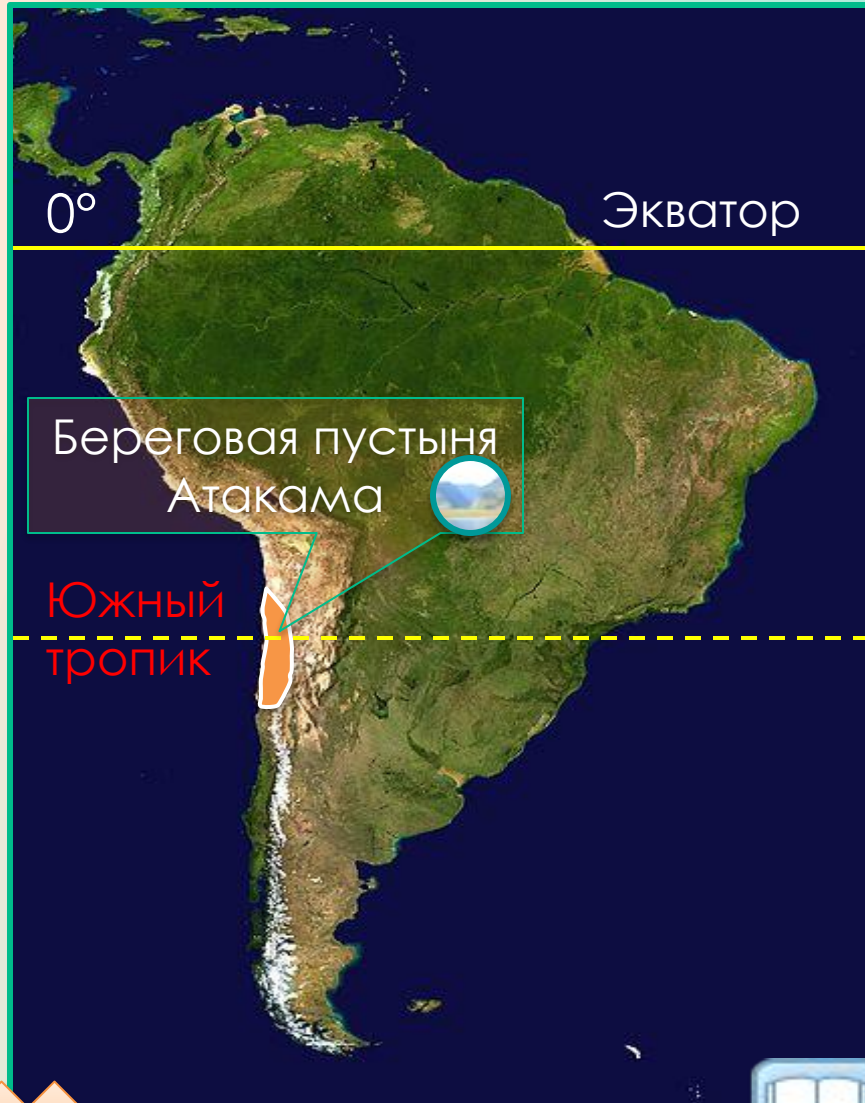 0° Экватор
Береговая пустыня
Атакама
Южный
тропик